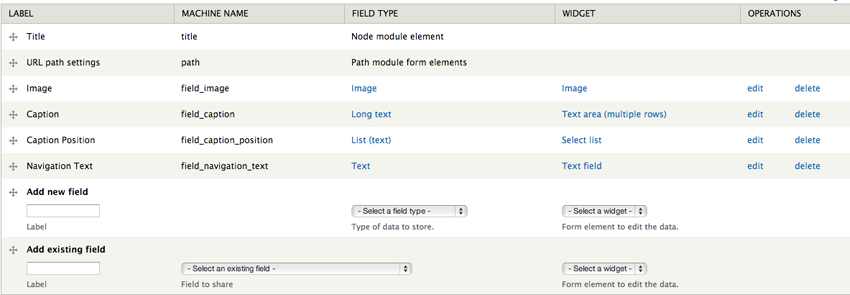 LABEL MACHINE NAME FIELD TYPE WIDGET OPERATIONS
Title title Node module element
URL path settings path Path module form elements
Image field_image Image Image edit delete
Caption field_caption Long text Text area (multiple rows) edit delete
Caption Position field_caption_position List (text) Select list edit delete
Navigation Text field_navigation_text Text Text field edit delete
Add new field
- Select a field type - - Select a widget -
Label Type of data to store. Form element to edit the data.
Add existing field
- Select an existing field - - Select a widget -
Label Field to share Form element to edit the data.